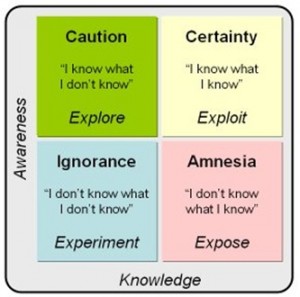 Awareness
Caution
"I know what
I don't know"
Explore
Certainty
"I know what
I know"
Exploit
Ignorance
"I don't know what
I don't know"
Experiment
Amnesia
"I don't know
what I know"
Expose
Knowledge